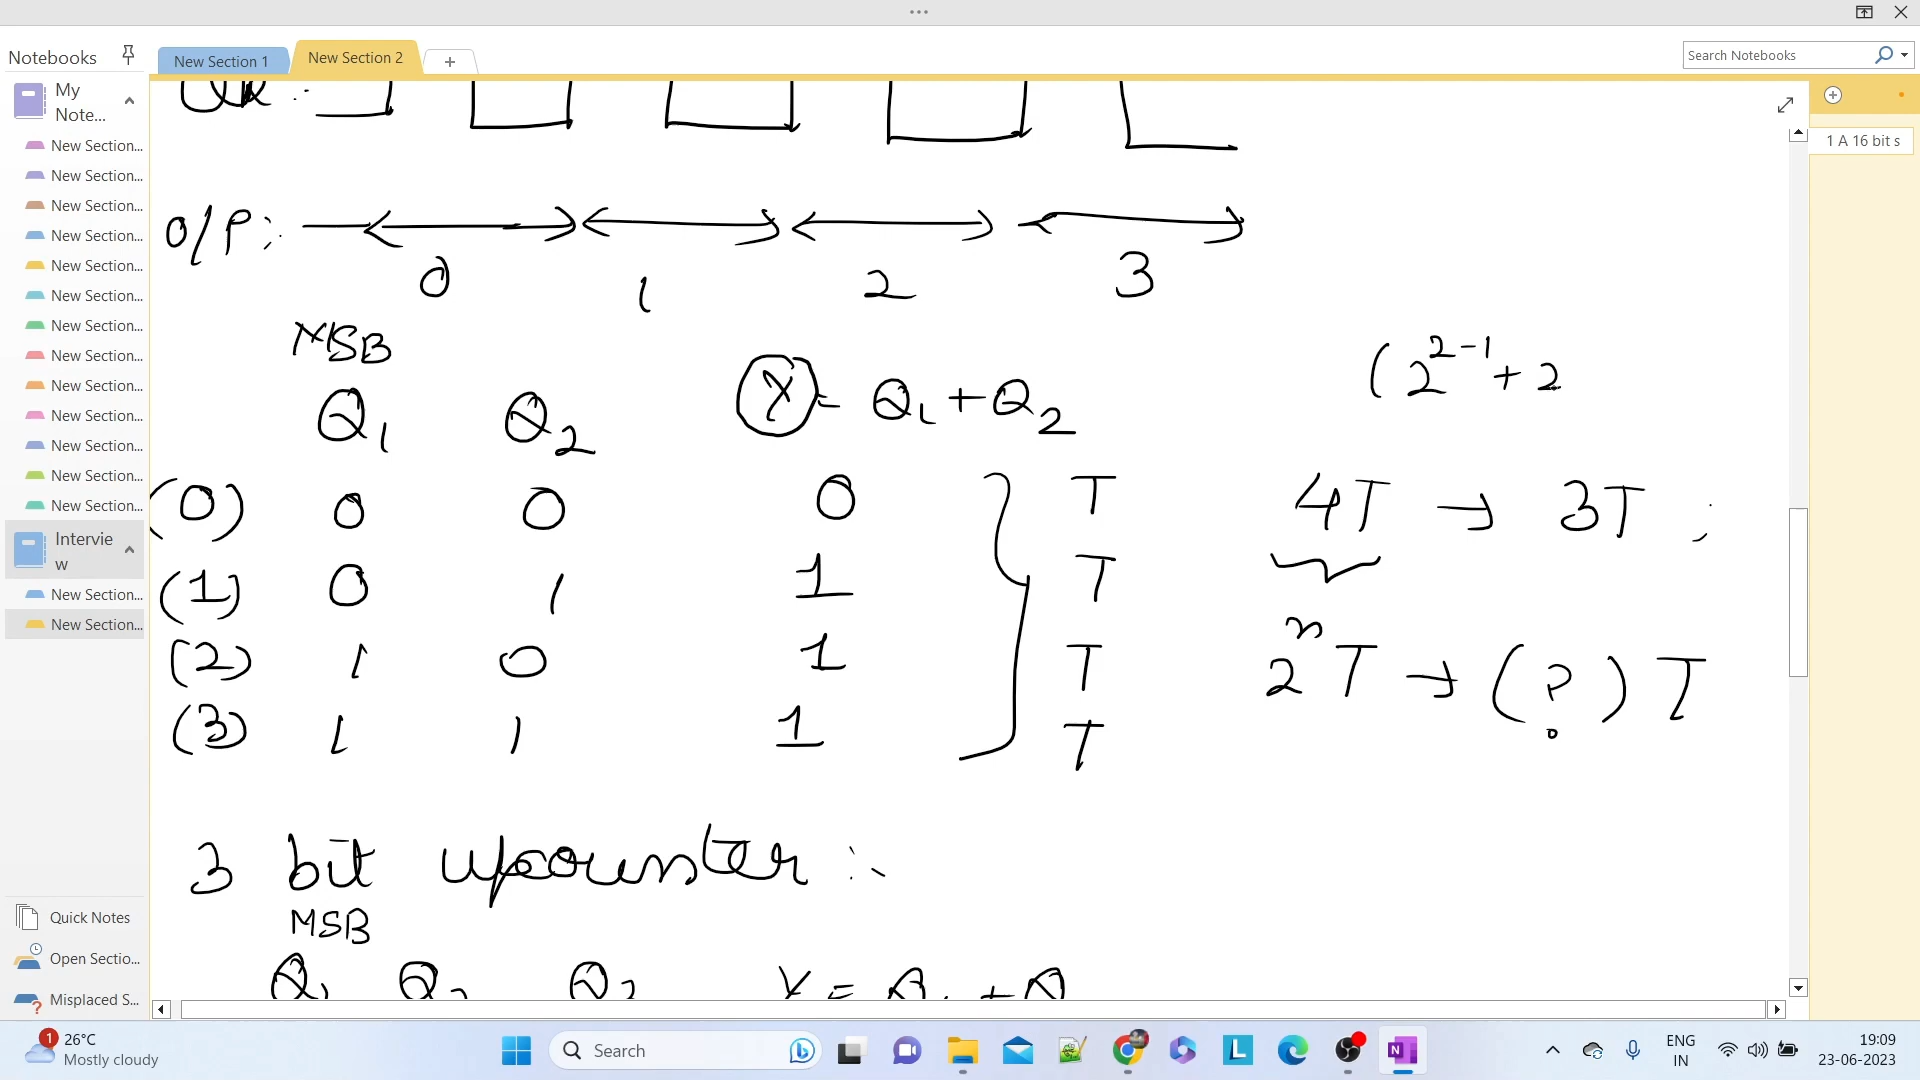 Notebooks
New Section 1
New Section 2
+
Search Notebooks
My Note...
New Section...
New Section...
New Section...
New Section...
New Section...
New Section...
New Section...
New Section...
New Section...
New Section...
New Section...
New Section...
New Section...
Interview
New Section...
New Section...
Quick Notes
Open Sectio...
Misplaced S...
1 A 16 bit s
O/P :
0 1 2 3
MSB
Q1 Q2 Y = Q1 + Q2
(2^2-1 + 2
(0) 0 0 0 T 4T → 3T ;
(1) 0 1 1 T
(2) 1 0 1 T 2^n T → (?) T
(3) 1 1 1 T
3 bit upcounter :-
MSB
1
26°C
Mostly cloudy
Search
ENG
IN
19:09
23-06-2023